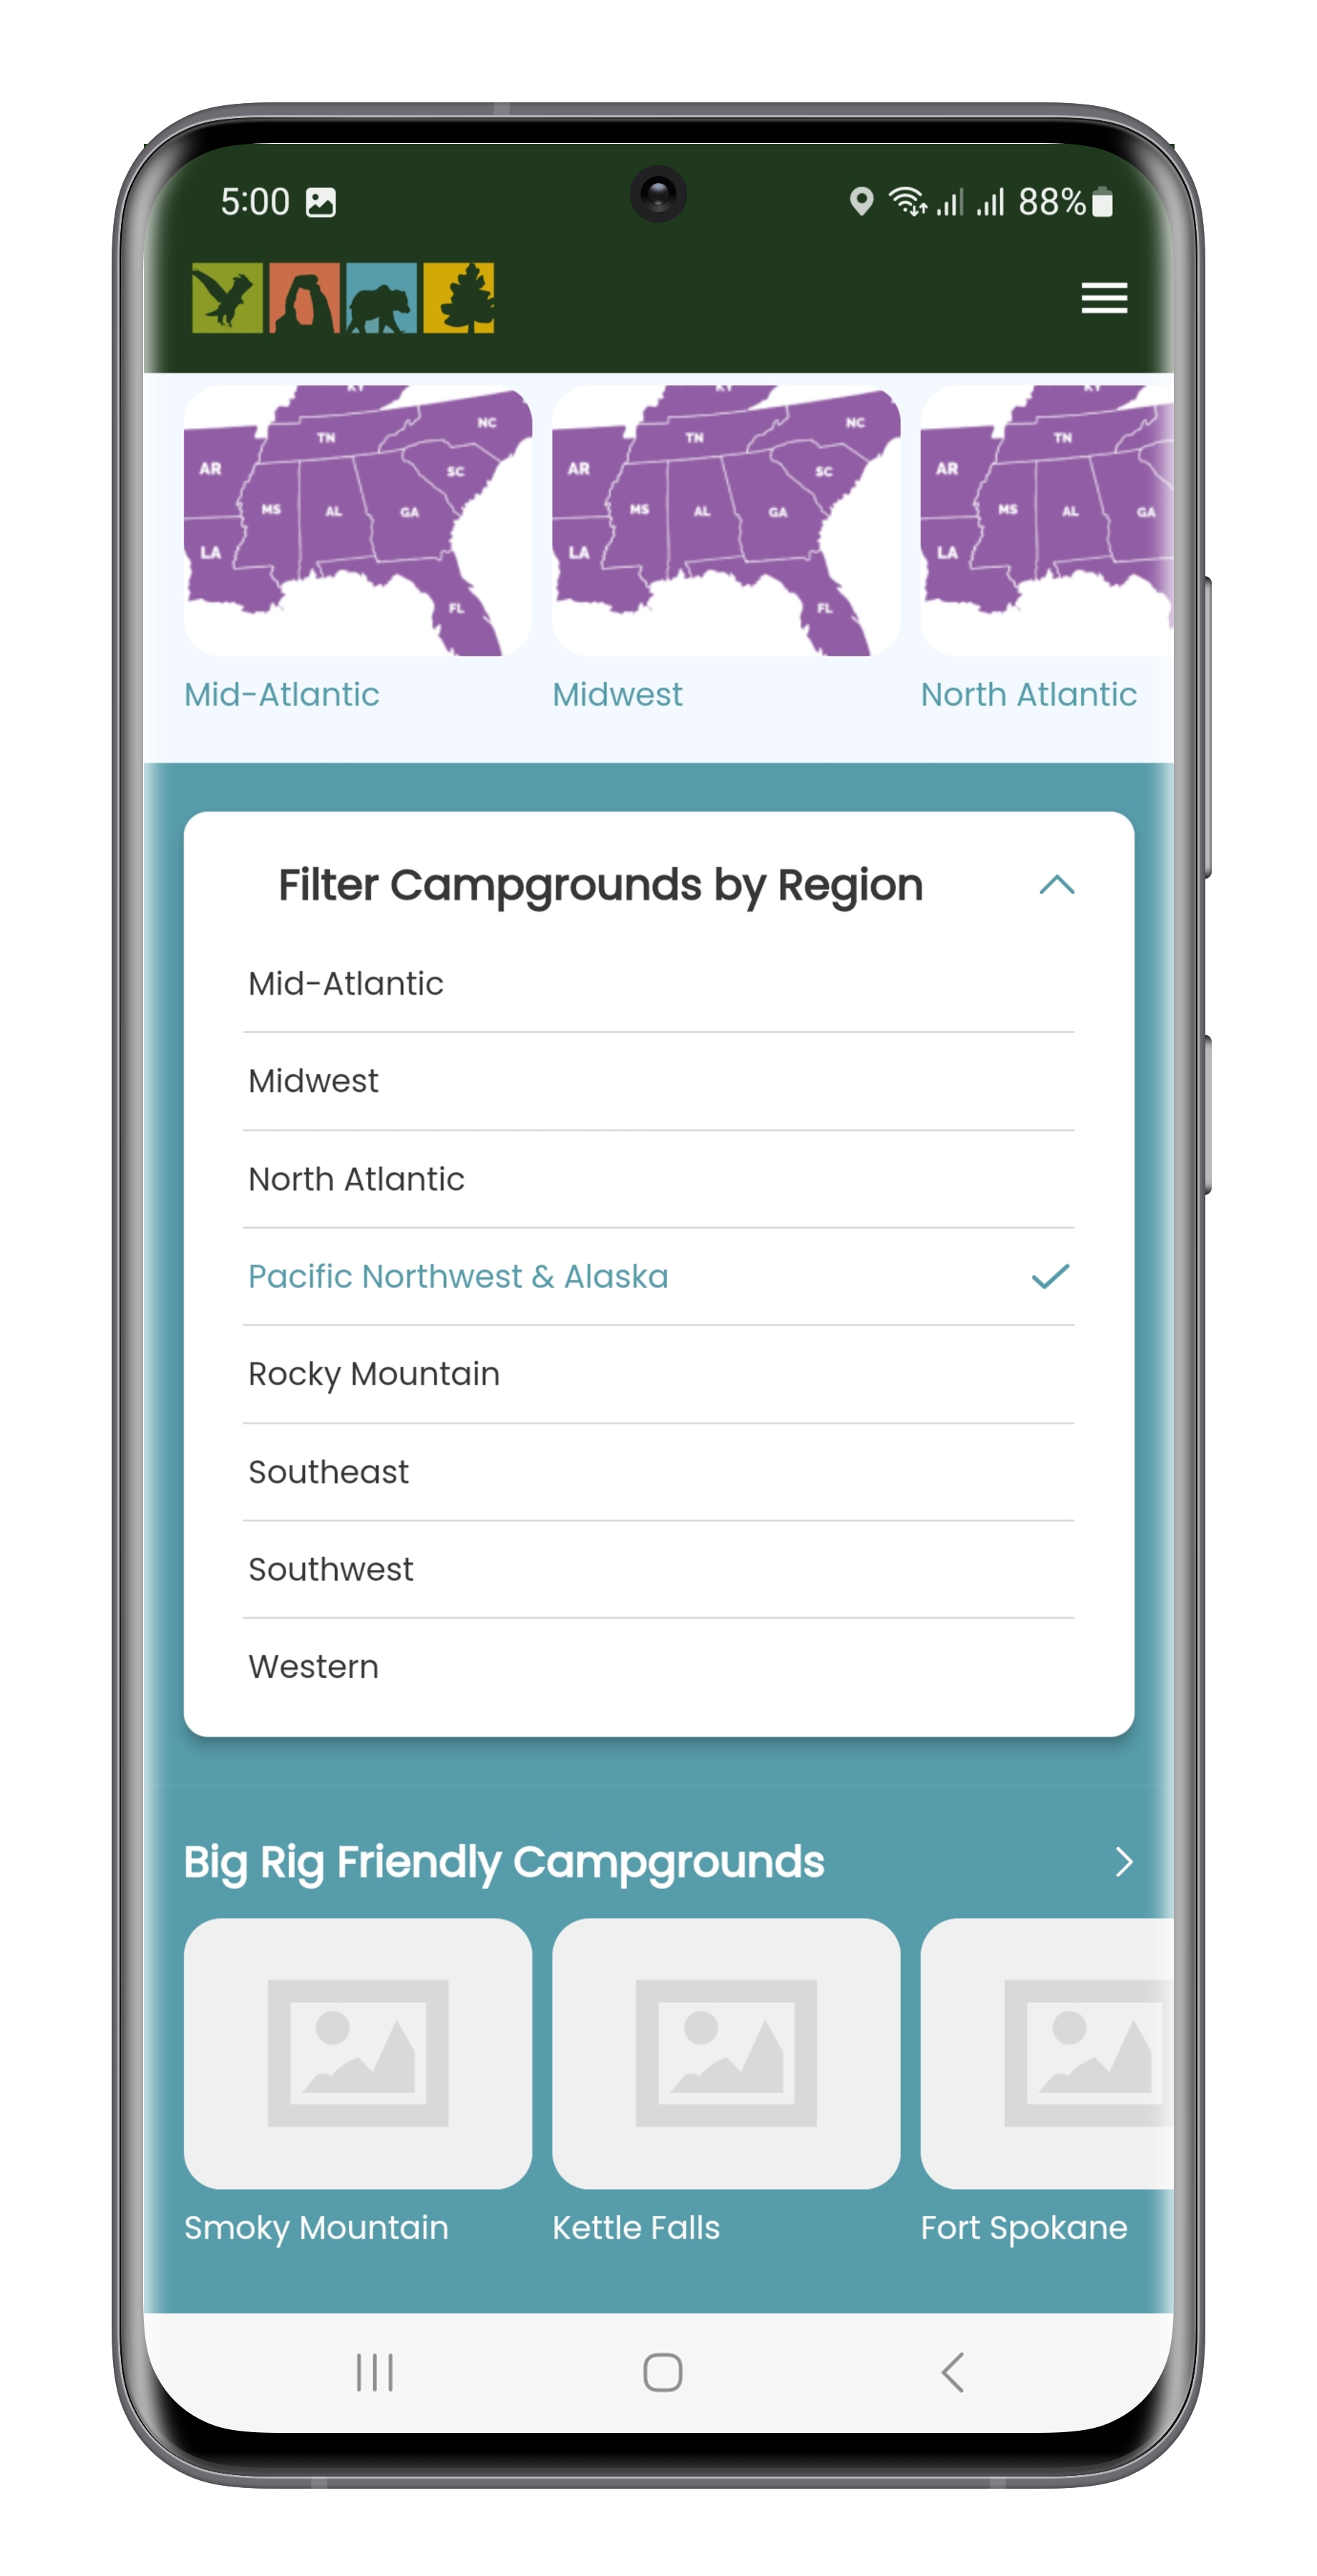 5:00 88%
KY KY KY
TN NC TN NC TN
AR SC AR SC AR
MS AL GA MS AL GA MS AL GA
LA LA LA
FL FL
Mid-Atlantic Midwest North Atlantic
Filter Campgrounds by Region
Mid-Atlantic
Midwest
North Atlantic
Pacific Northwest & Alaska
Rocky Mountain
Southeast
Southwest
Western
Big Rig Friendly Campgrounds
Smoky Mountain Kettle Falls Fort Spokane